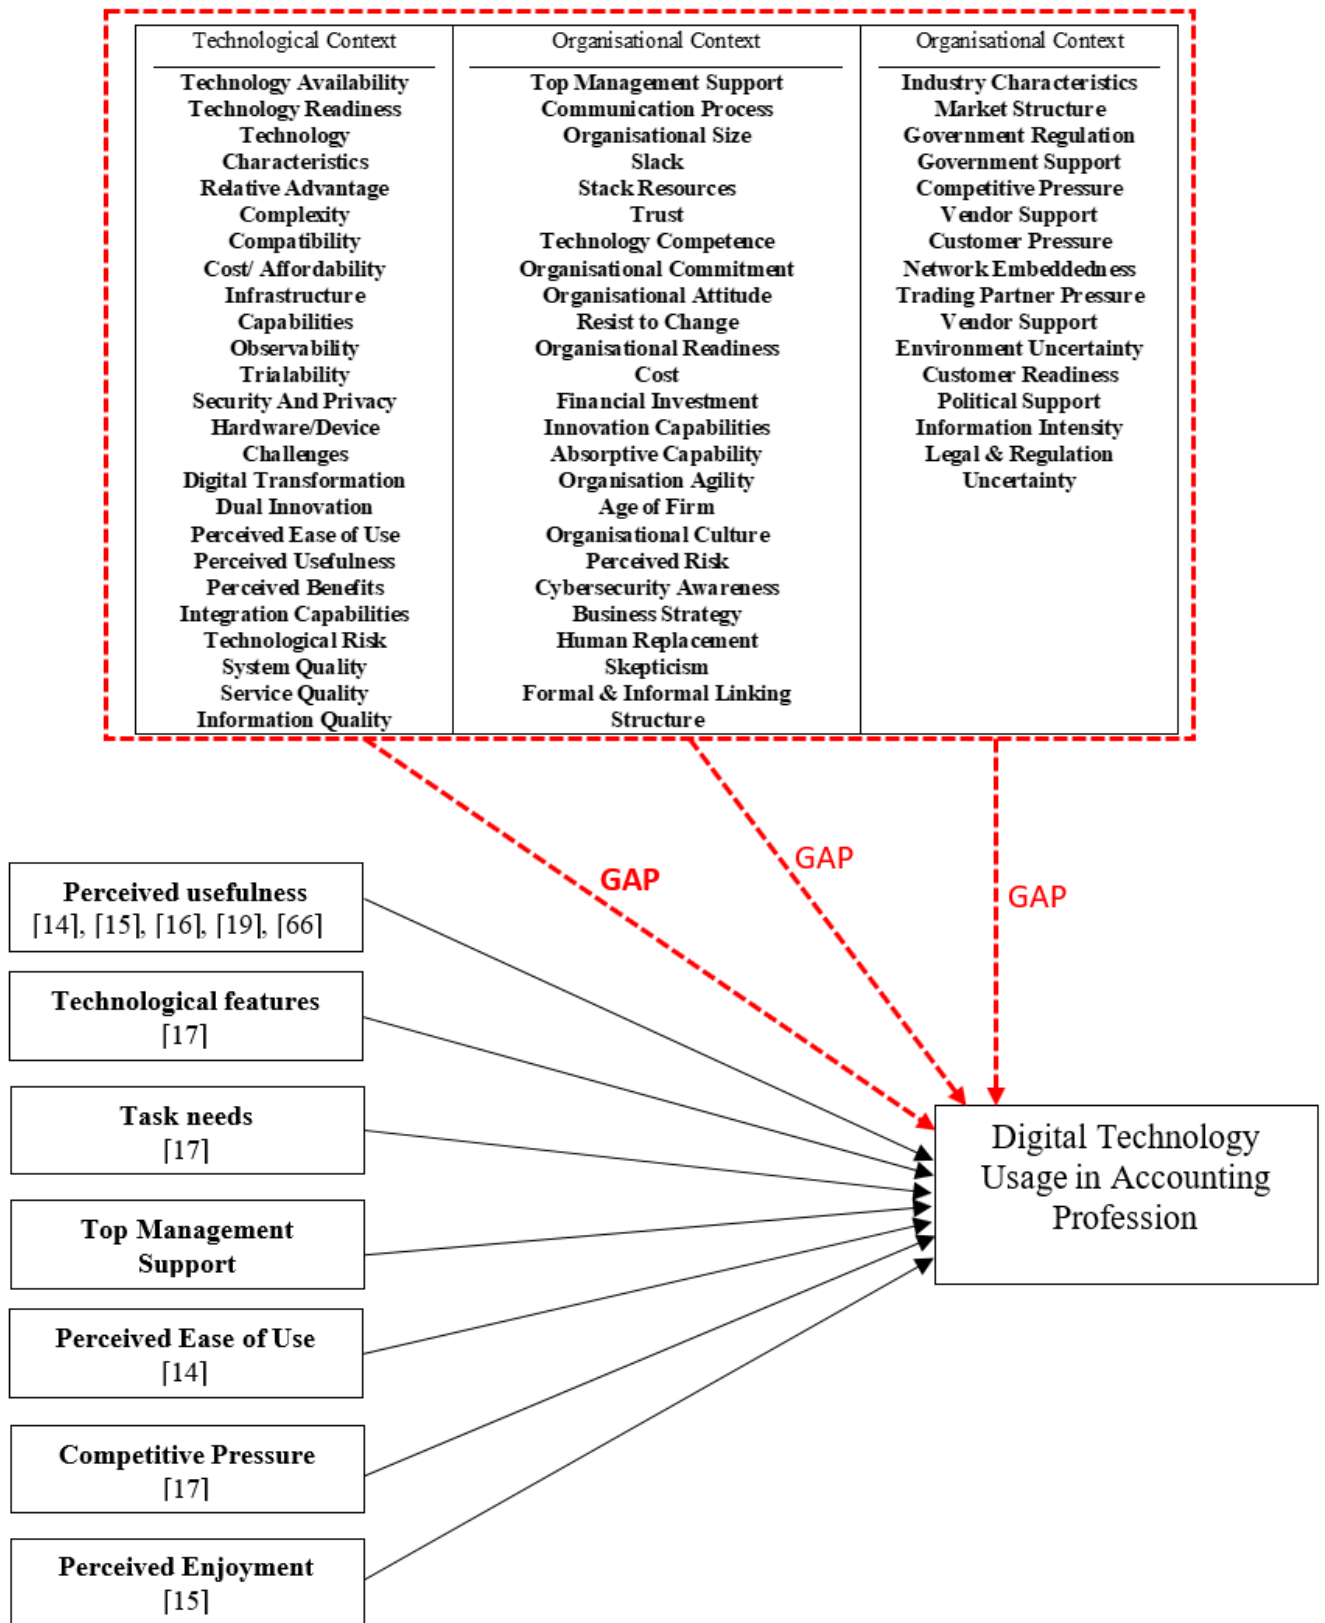 Technological Context
Technology Availability
Technology Readiness
Technology
Characteristics
Relative Advantage
Complexity
Compatibility
Cost/ Affordability
Infrastructure
Capabilities
Observability
Trialability
Security And Privacy
Hardware/Device
Challenges
Digital Transformation
Dual Innovation
Perceived Ease of Use
Perceived Usefulness
Perceived Benefits
Integration Capabilities
Technological Risk
System Quality
Service Quality
Information Quality
Organisational Context
Top Management Support
Communication Process
Organisational Size
Slack
Stack Resources
Trust
Technology Competence
Organisational Commitment
Organisational Attitude
Resist to Change
Organisational Readiness
Cost
Financial Investment
Innovation Capabilities
Absorptive Capability
Organisation Agility
Age of Firm
Organisational Culture
Perceived Risk
Cybersecurity Awareness
Business Strategy
Human Replacement
Skepticism
Formal & Informal Linking
Structure
Organisational Context
Industry Characteristics
Market Structure
Government Regulation
Government Support
Competitive Pressure
Vendor Support
Customer Pressure
Network Embeddedness
Trading Partner Pressure
Vendor Support
Environment Uncertainty
Customer Readiness
Political Support
Information Intensity
Legal & Regulation
Uncertainty
GAP
GAP
GAP
Perceived usefulness
[14], [15], [16], [19], [66]
Technological features
[17]
Task needs
[17]
Top Management
Support
Perceived Ease of Use
[14]
Competitive Pressure
[17]
Perceived Enjoyment
[15]
Digital Technology
Usage in Accounting
Profession